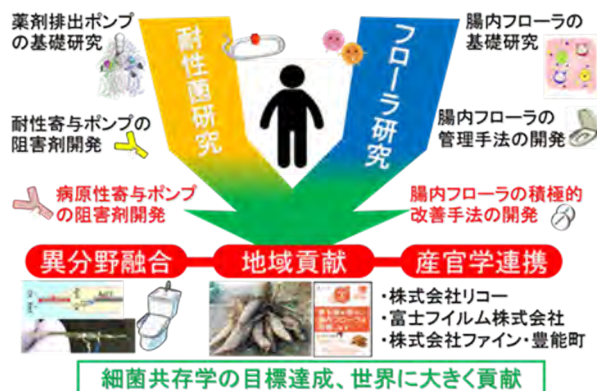 薬剤排出ポンプ
の基礎研究
耐性寄与ポンプの
阻害剤開発
病原性寄与ポンプ
の阻害剤開発
耐性菌研究
フローラ研究
腸内フローラの
基礎研究
腸内フローラの
管理手法の開発
腸内フローラの積極的
改善手法の開発
異分野融合
地域貢献
産官学連携
・株式会社リコー
・富士フイルム株式会社
・株式会社ファイン・豊能町
細菌共存学の目標達成、世界に大きく貢献